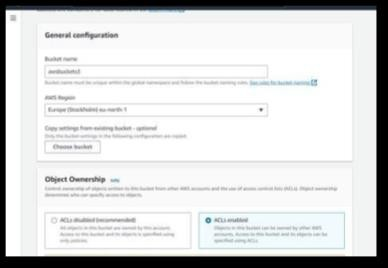 General configuration
Bucket name
awsbuckets3
Bucket name must be unique within the global namespace and follow the bucket naming rules. See rules for bucket naming
AWS Region
Europe (Stockholm) eu-north-1
Copy settings from existing bucket - optional
Only the bucket settings in the following configuration are copied.
Choose bucket
Object Ownership Info
Control ownership of objects written to this bucket from other AWS accounts and the use of access control lists (ACLs). Object ownership
determines who can specify access to objects.
ACLs disabled (recommended)
All objects in this bucket are owned by this account.
Access to this bucket and its objects is specified using
only policies.
ACLs enabled
Objects in this bucket can be owned by other AWS
accounts. Access to this bucket and its objects can be
specified using ACLs.